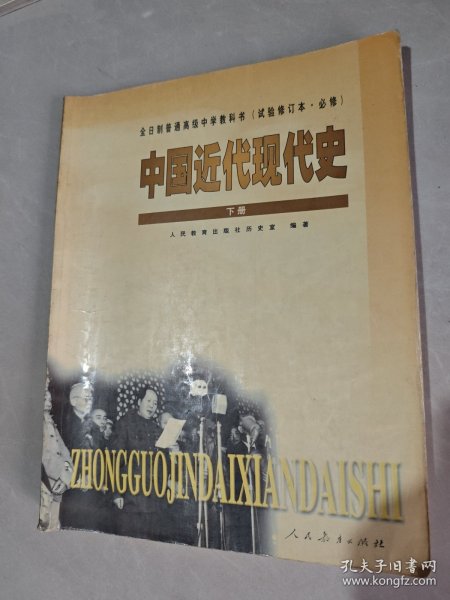 全日制普通高级中学教科书（试验修订本·必修）
中国近代现代史
下册
人民教育出版社历史室 编著
ZHONGGUOJINDAIXIANDAISHI
人民教育出版社
孔夫子旧书网
www.kongfz.com